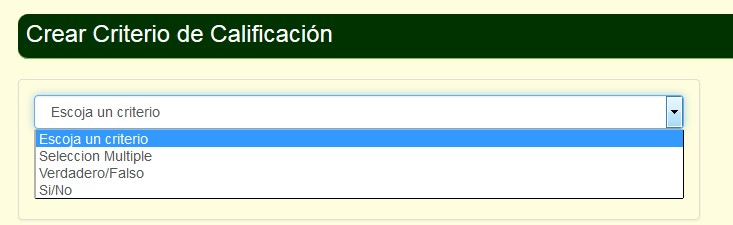 Crear Criterio de Calificación
Escoja un criterio
Escoja un criterio
Seleccion Multiple
Verdadero/Falso
Si/No